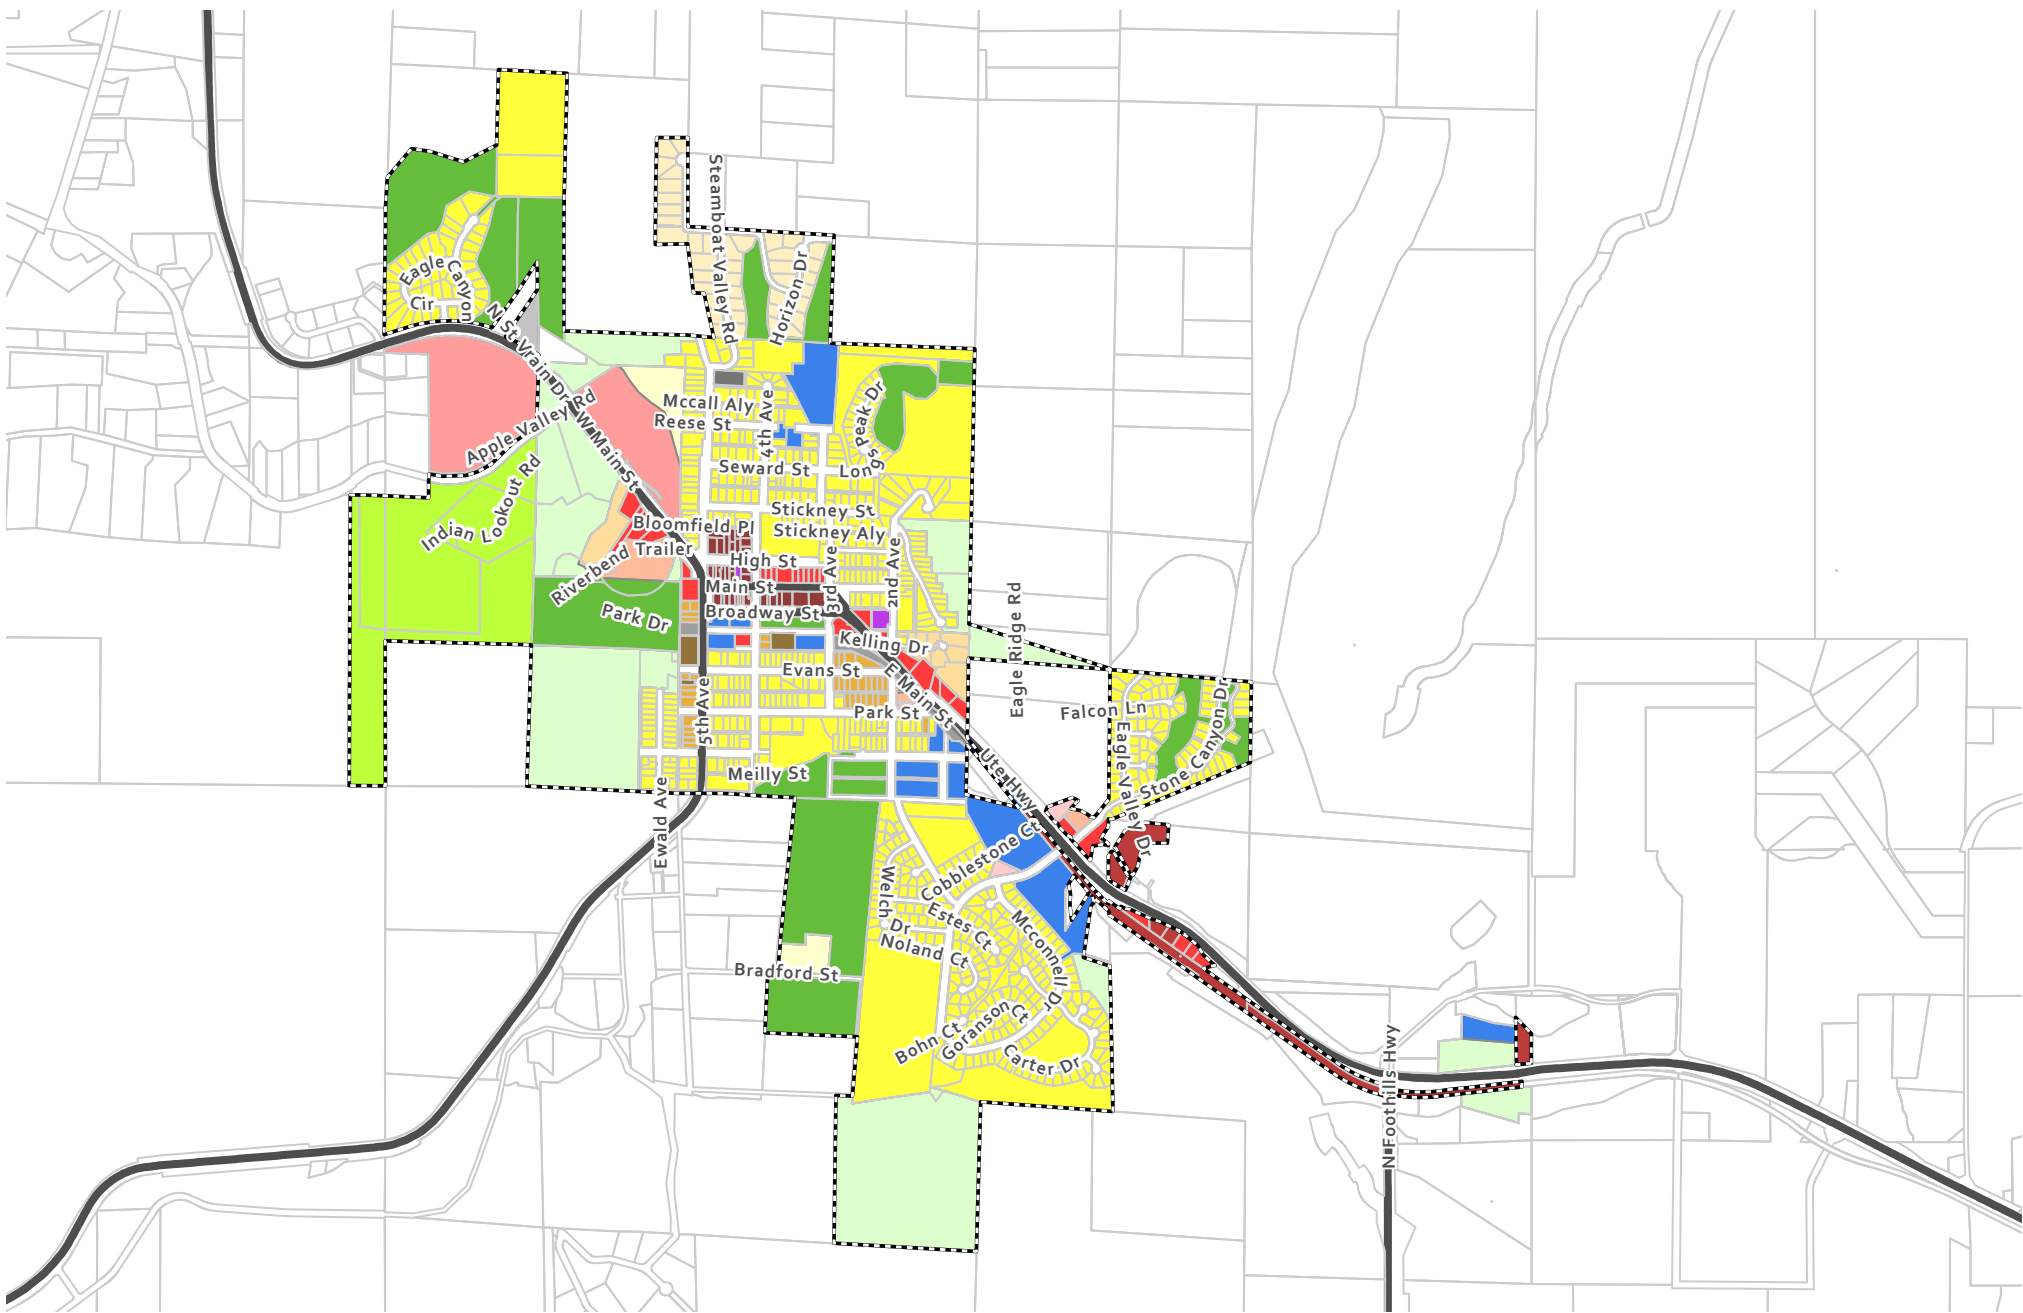 Steamboat Valley Rd
Horizon Dr
Eagle
Canyon
Cir
N St Vrain Dr
Apple Valley Rd
W Main St
Indian Lookout Rd
Mccall Aly
Reese St
4th Ave
Longs Peak Dr
Seward St
Stickney St
Stickney Aly
Bloomfield Pl
Riverbend Trailer
High St
Main St
3rd Ave
2nd Ave
Park Dr
Broadway St
Kelling Dr
Evans St
E Main St
Park St
5th Ave
Meilly St
Ewald Ave
Eagle Ridge Rd
Falcon Ln
Eagle Valley Dr
Stone Canyon Dr
Ute Hwy
Cobblestone Ct
Welch
Dr
Estes Ct
Noland Ct
Mcconnell Dr
Bradford St
Bohn Ct
Goranson Ct
Carter Dr
N Foothills Hwy